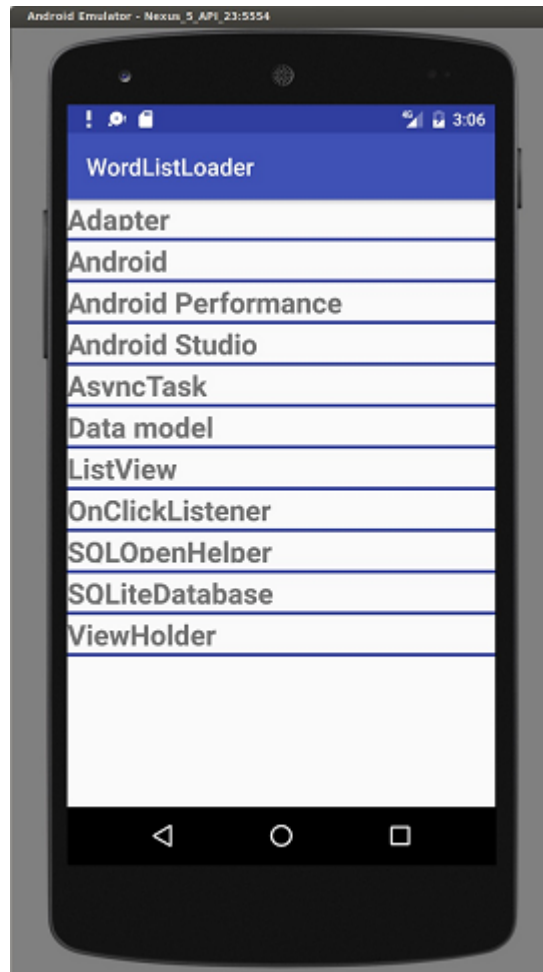 Android Emulator - Nexus_5_API_23:5554
4G 3:06
WordListLoader
Adapter
Android
Android Performance
Android Studio
AsyncTask
Data model
ListView
OnClickListener
SQLOpenHelper
SQLiteDatabase
ViewHolder